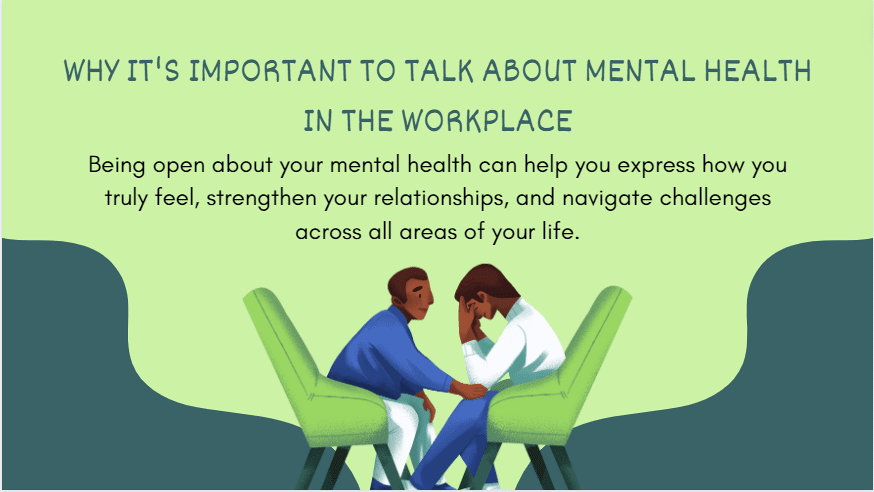 WHY IT'S IMPORTANT TO TALK ABOUT MENTAL HEALTH
IN THE WORKPLACE
Being open about your mental health can help you express how you
truly feel, strengthen your relationships, and navigate challenges
across all areas of your life.